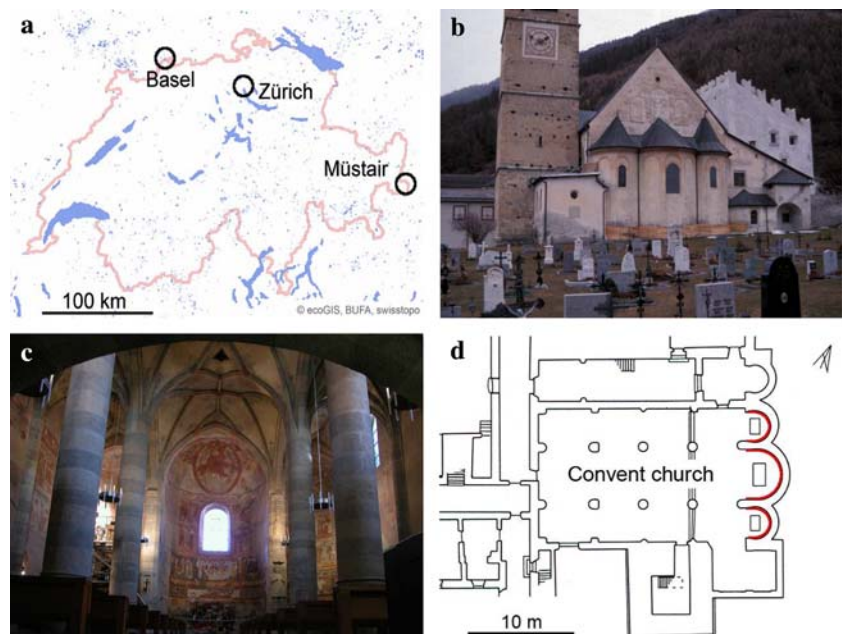 a
Basel
Zürich
Müstair
100 km
© ecoGIS, BUFA, swisstopo
b
c
d
Convent church
10 m